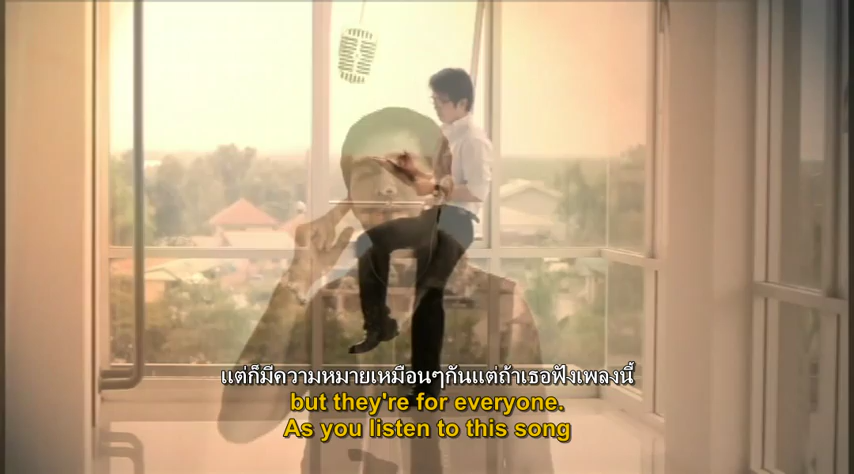 แต่ก็มีความหมายเหมือนๆกันแต่ถ้าเธอฟังเพลงนี้
but they're for everyone.
As you listen to this song